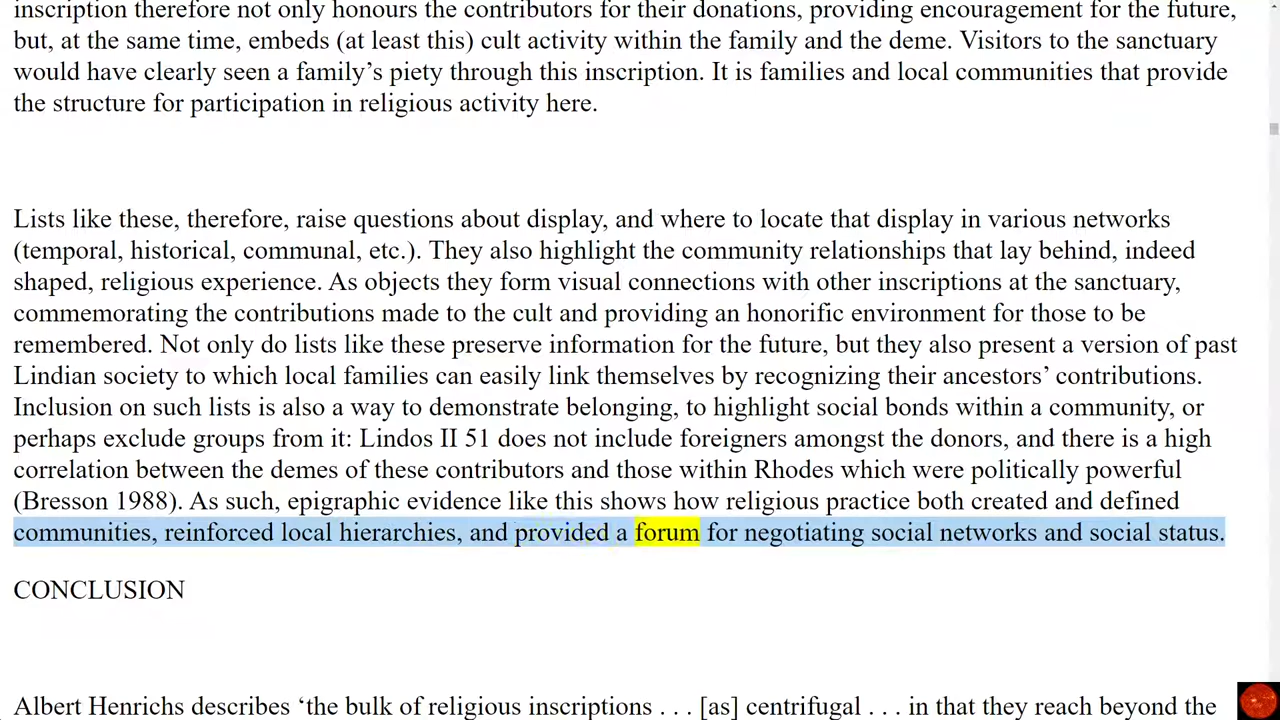 inscription therefore not only honours the contributors for their donations, providing encouragement for the future,
but, at the same time, embeds (at least this) cult activity within the family and the deme. Visitors to the sanctuary
would have clearly seen a family’s piety through this inscription. It is families and local communities that provide
the structure for participation in religious activity here.
Lists like these, therefore, raise questions about display, and where to locate that display in various networks
(temporal, historical, communal, etc.). They also highlight the community relationships that lay behind, indeed
shaped, religious experience. As objects they form visual connections with other inscriptions at the sanctuary,
commemorating the contributions made to the cult and providing an honorific environment for those to be
remembered. Not only do lists like these preserve information for the future, but they also present a version of past
Lindian society to which local families can easily link themselves by recognizing their ancestors’ contributions.
Inclusion on such lists is also a way to demonstrate belonging, to highlight social bonds within a community, or
perhaps exclude groups from it: Lindos II 51 does not include foreigners amongst the donors, and there is a high
correlation between the demes of these contributors and those within Rhodes which were politically powerful
(Bresson 1988). As such, epigraphic evidence like this shows how religious practice both created and defined
communities, reinforced local hierarchies, and provided a forum for negotiating social networks and social status.
CONCLUSION
Albert Henrichs describes ‘the bulk of religious inscriptions . . . [as] centrifugal . . . in that they reach beyond the